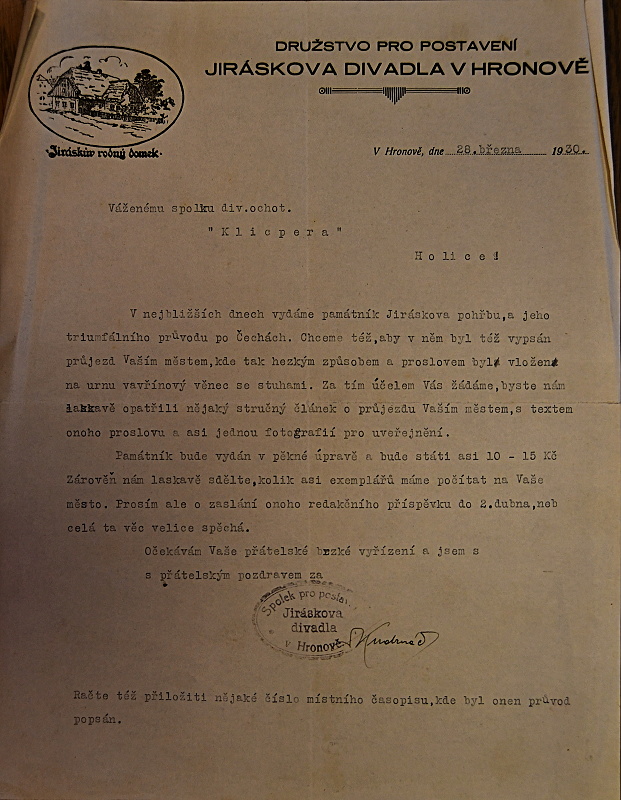 DRUŽSTVO PRO POSTAVENÍ
JIRÁSKOVA DIVADLA V HRONOVĚ
Jiráskův rodný domek.
V Hronově, dne 28.března 1930.
Váženému spolku div.ochot.
" K l i c p e r a "
H o l i c e !
V nejbližších dnech vydáme památník Jiráskova pohřbu,a jeho
triumfálního průvodu po Čechách. Chceme též,aby v něm byl též vypsán
průjezd Vaším městem,kde tak hezkým způsobem a proslovem byl vložen
na urnu vavřínový věnec se stuhami. Za tím účelem Vás žádáme,byste nám
laskavě opatřili nějaký stručný článek o průjezdu Vaším městem,s textem
onoho proslovu a asi jednou fotografií pro uveřejnění.
Památník bude vydán v pěkné úpravě a bude státi asi 10 - 15 Kč
Zárověň nám laskavě sdělte,kolik asi exemplářů máme počítat na Vaše
město. Prosím ale o zaslání onoho redakčního příspěvku do 2.dubna,neb
celá ta věc velice spěchá.
Očekávám Vaše přátelské brzké vyřízení a jsem s
s přátelským pozdravem za
Spolek pro postav
Jiráskova
divadla
v Hronově
Račte též přiložiti nějaké číslo místního časopisu,kde byl onen průvod
popsán.